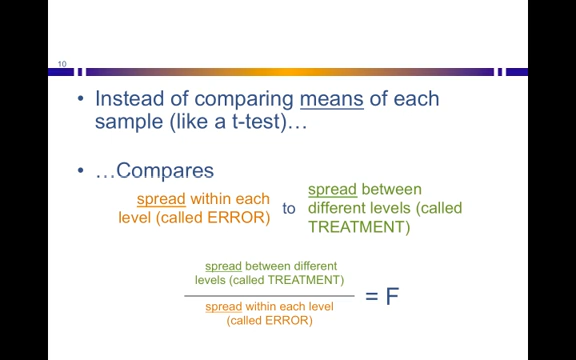 10
• Instead of comparing means of each
sample (like a t-test)…
• …Compares
spread within each
level (called ERROR)
to
spread between
different levels (called
TREATMENT)
spread between different
levels (called TREATMENT)
spread within each level
(called ERROR)
= F